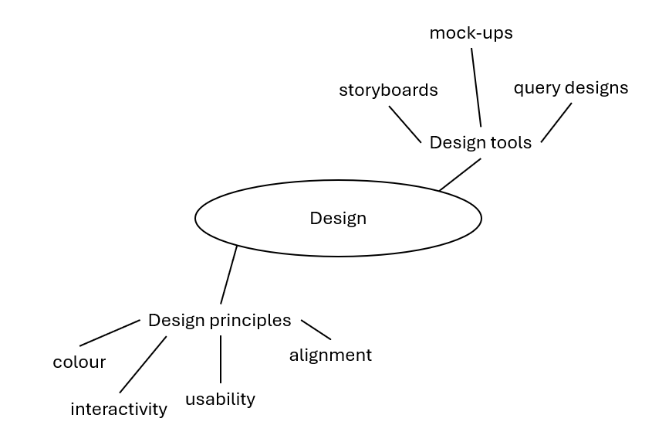 mock-ups
storyboards
query designs
Design tools
Design
Design principles
colour
alignment
interactivity
usability